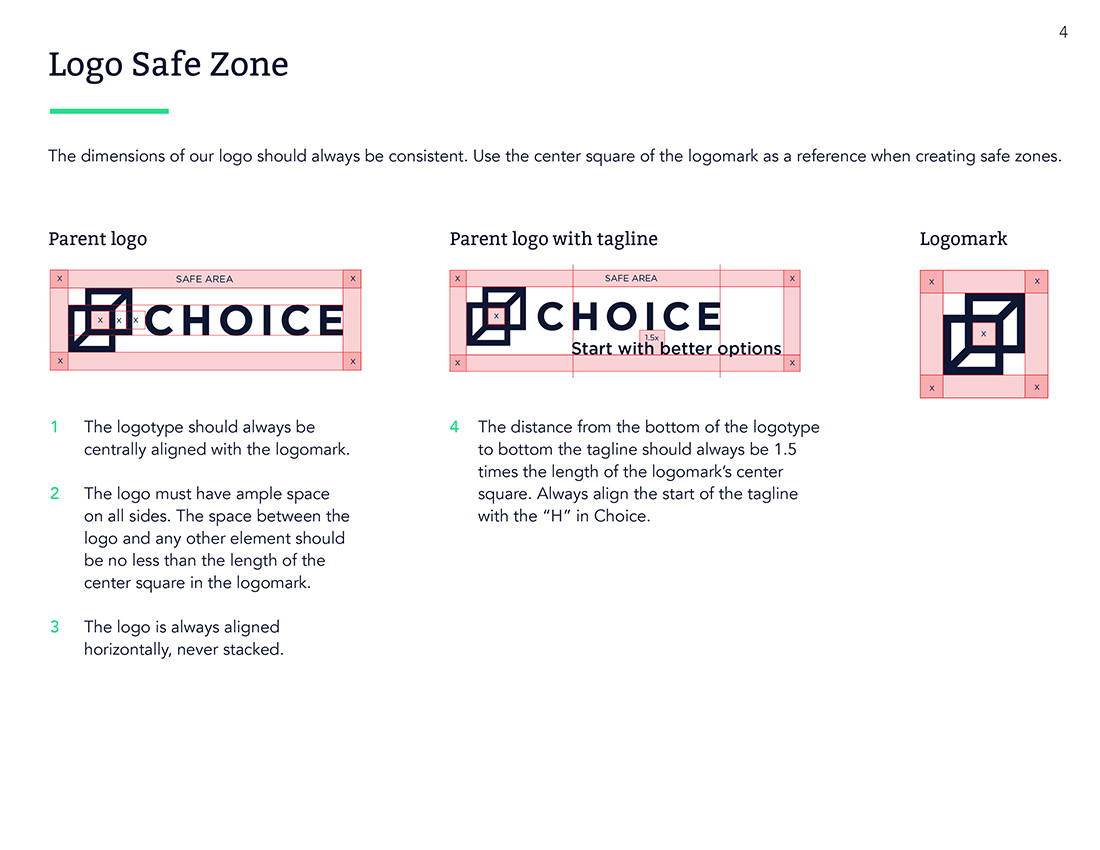 4
Logo Safe Zone
The dimensions of our logo should always be consistent. Use the center square of the logomark as a reference when creating safe zones.
Parent logo
x SAFE AREA x
x x x CHOICE
x x
1 The logotype should always be
centrally aligned with the logomark.
2 The logo must have ample space
on all sides. The space between the
logo and any other element should
be no less than the length of the
center square in the logomark.
3 The logo is always aligned
horizontally, never stacked.
Parent logo with tagline
x SAFE AREA x
x CHOICE
1.5x
Start with better options
x x
4 The distance from the bottom of the logotype
to bottom the tagline should always be 1.5
times the length of the logomark’s center
square. Always align the start of the tagline
with the “H” in Choice.
Logomark
x x
x
x x